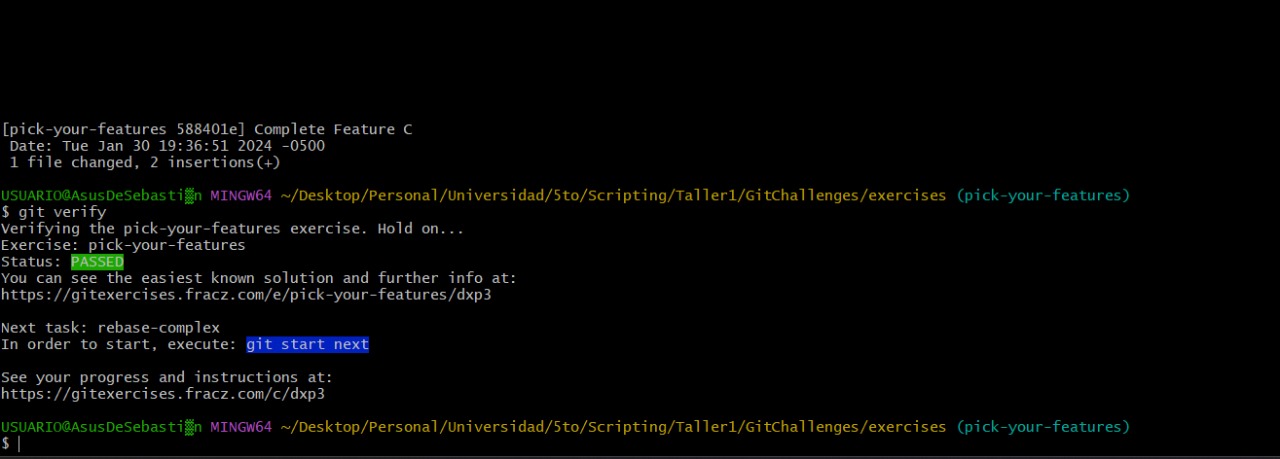 [pick-your-features 588401e] Complete Feature C
 Date: Tue Jan 30 19:36:51 2024 -0500
 1 file changed, 2 insertions(+)
USUARIO@AsusDeSebasti▒n MINGW64 ~/Desktop/Personal/Universidad/5to/Scripting/Taller1/GitChallenges/exercises (pick-your-features)
$ git verify
Verifying the pick-your-features exercise. Hold on...
Exercise: pick-your-features
Status: PASSED
You can see the easiest known solution and further info at:
https://gitexercises.fracz.com/e/pick-your-features/dxp3
Next task: rebase-complex
In order to start, execute: git start next
See your progress and instructions at:
https://gitexercises.fracz.com/c/dxp3
USUARIO@AsusDeSebasti▒n MINGW64 ~/Desktop/Personal/Universidad/5to/Scripting/Taller1/GitChallenges/exercises (pick-your-features)
$